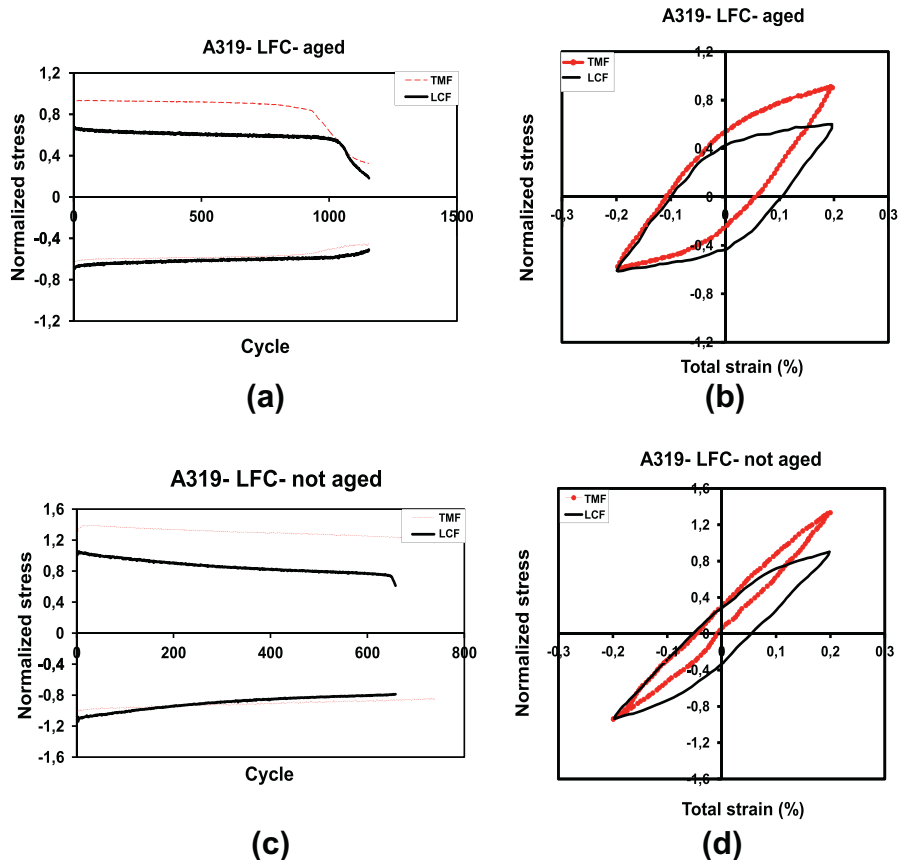 A319- LFC- aged
1,2
0,8
0,4
0
-0,4
-0,8
-1,2
0
500
1000
1500
TMF
LCF
Normalized stress
Cycle
(a)
A319- LFC- aged
1,2
0,8
0,4
0
-0,4
-0,8
-1,2
-0,3
-0,2
-0,1
0
0,1
0,2
0,3
TMF
LCF
Normalized stress
Total strain (%)
(b)
A319- LFC- not aged
1,6
1,2
0,8
0,4
0
-0,4
-0,8
-1,2
-1,6
0
200
400
600
800
TMF
LCF
Normalized stress
Cycle
(c)
A319- LFC- not aged
1,6
1,2
0,8
0,4
0
-0,4
-0,8
-1,2
-1,6
-0,3
-0,2
-0,1
0
0,1
0,2
0,3
TMF
LCF
Normalized stress
Total strain (%)
(d)